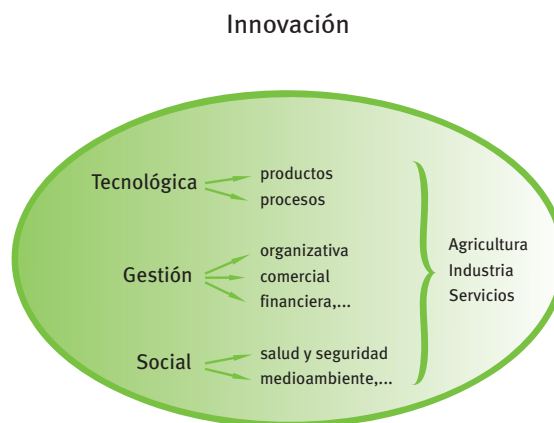 Innovación
Tecnológica
productos
procesos
Gestión
organizativa
comercial
financiera,...
Social
salud y seguridad
medioambiente,...
Agricultura
Industria
Servicios